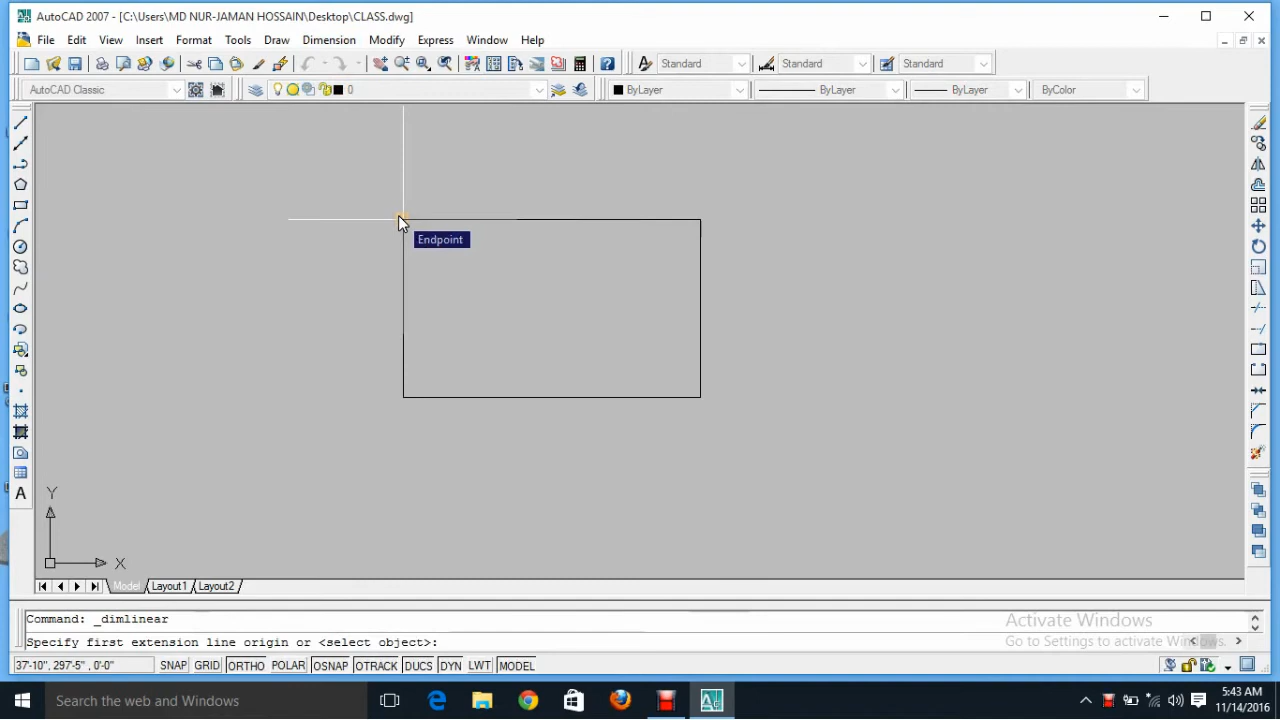 AutoCAD 2007 - [C:\Users\MD NUR-JAMAN HOSSAIN\Desktop\CLASS.dwg]
File Edit View Insert Format Tools Draw Dimension Modify Express Window Help
Standard Standard Standard
AutoCAD Classic 0 ByLayer ByLayer ByLayer ByColor
Endpoint
Y
X
A
Model Layout1 Layout2
Command: _dimlinear
Specify first extension line origin or <select object>:
Activate Windows
Go to Settings to activate Windows.
37-10", 297-5" , 0'-0" SNAP GRID ORTHO POLAR OSNAP OTRACK DUCS DYN LWT MODEL
Search the web and Windows
5:43 AM
11/14/2016